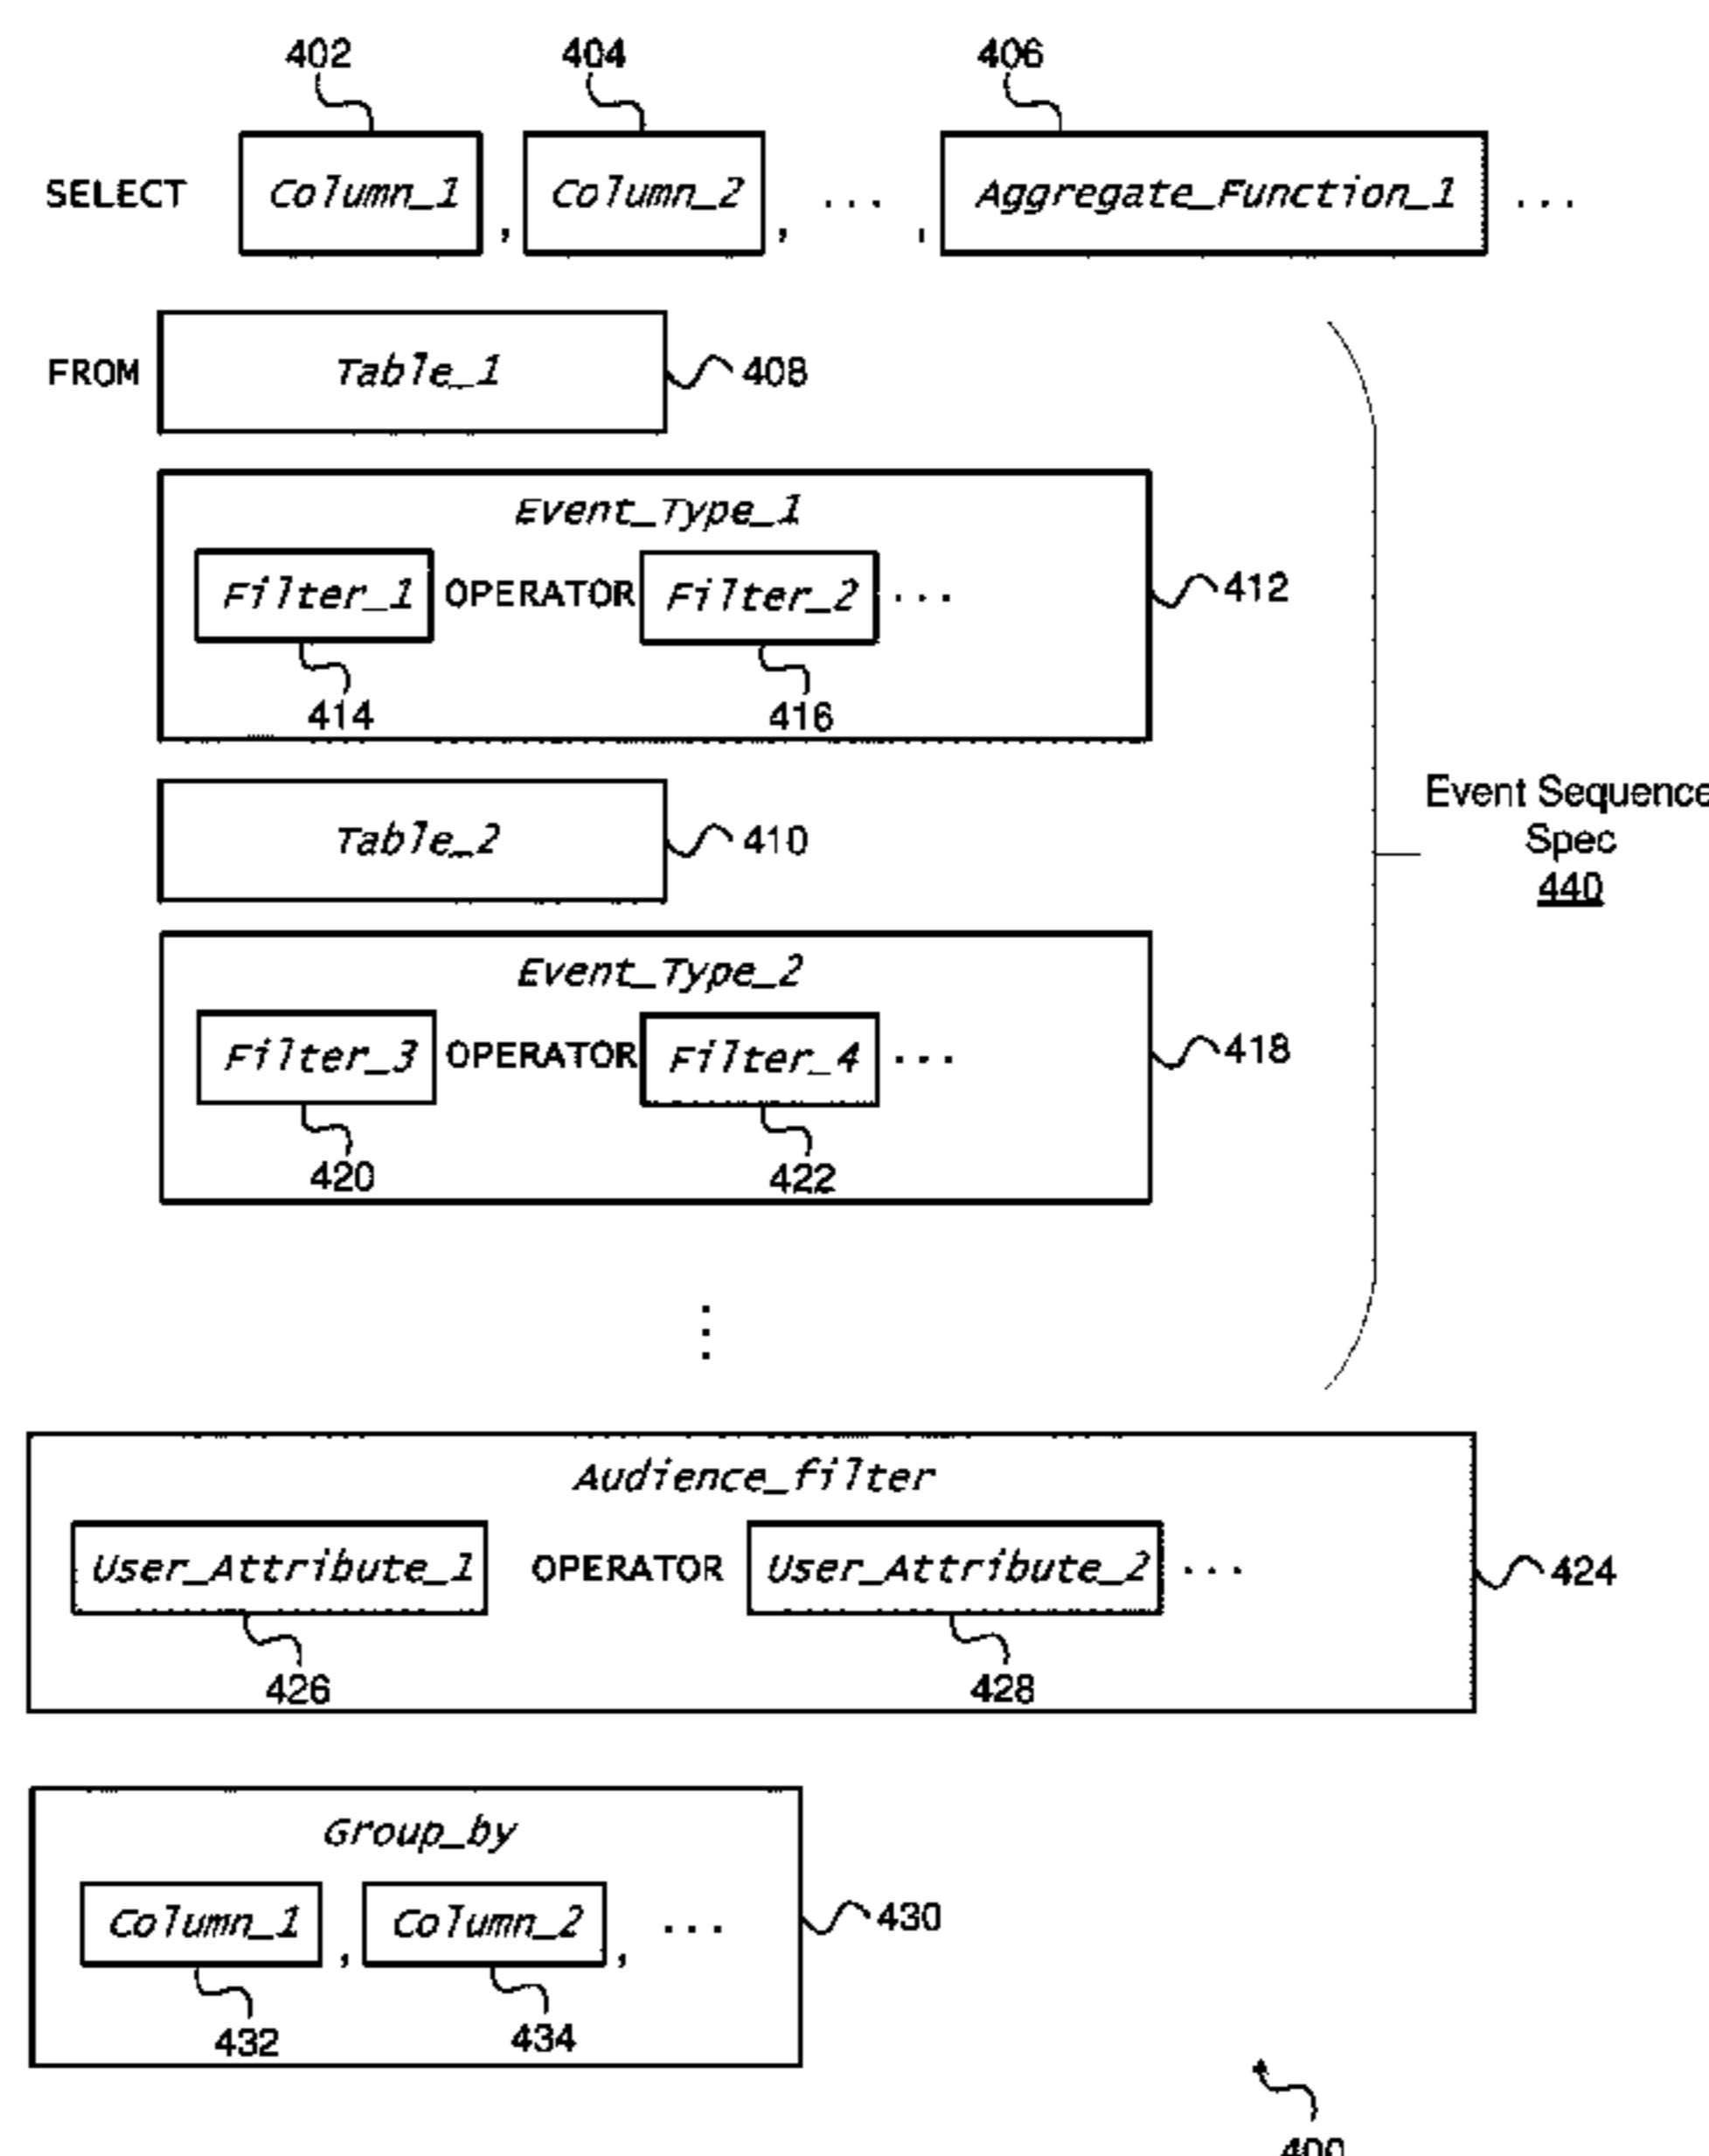 402 404 406
SELECT Column_1 , Column_2 , ... , Aggregate_Function_1 ...
FROM Table_1 408
Event_Type_1
Filter_1 OPERATOR Filter_2 ... 412
414 416
Table_2 410
Event Sequence
Spec
440
Event_Type_2
Filter_3 OPERATOR Filter_4 ... 418
420 422
Audience_filter
User_Attribute_1 OPERATOR User_Attribute_2 ... 424
426 428
Group_by
Column_1 , Column_2 , ... 430
432 434
400